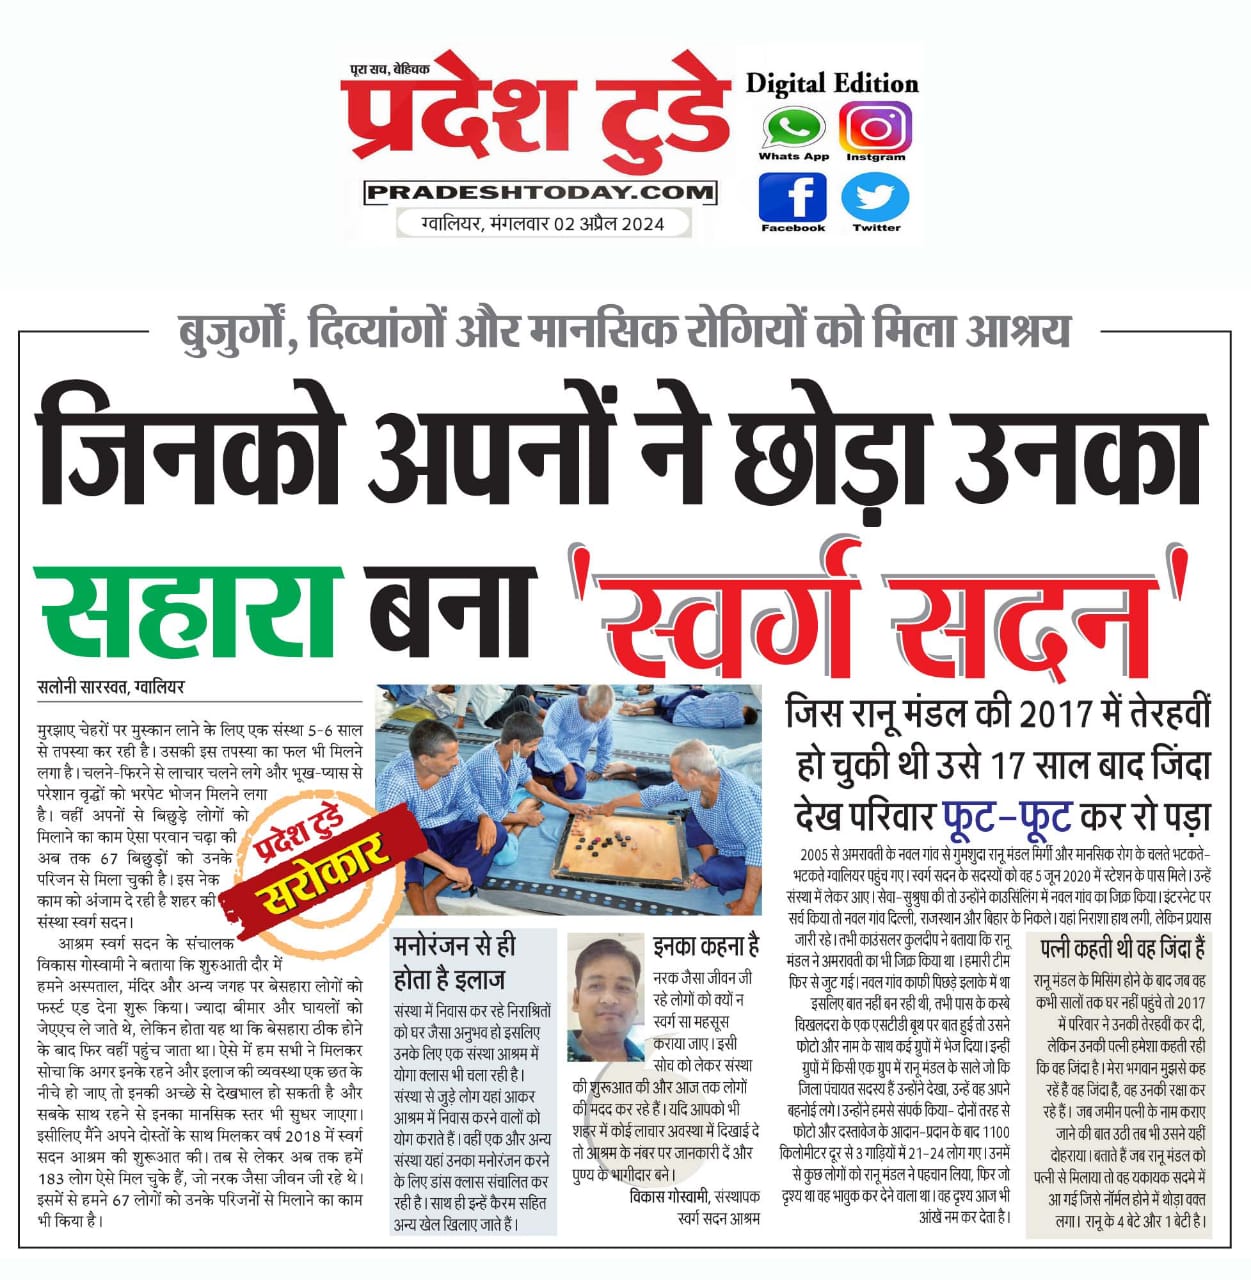 पूरा सच, बेहिचक
प्रदेश टुडे
PRADESHTODAY.COM
ग्वालियर, मंगलवार 02 अप्रैल 2024
Digital Edition
Whats App
Instgram
Facebook
Twitter
बुजुर्गों, दिव्यांगों और मानसिक रोगियों को मिला आश्रय
जिनको अपनों ने छोड़ा उनका
सहारा बना 'स्वर्ग सदन'
सलोनी सारस्वत, ग्वालियर
मुरझाए चेहरों पर मुस्कान लाने के लिए एक संस्था 5-6 साल
से तपस्या कर रही है। उसकी इस तपस्या का फल भी मिलने
लगा है। चलने-फिरने से लाचार चलने लगे और भूख-प्यास से
परेशान वृद्धों को भरपेट भोजन मिलने लगा
है। वहीं अपनों से बिछुड़े लोगों को
मिलाने का काम ऐसा परवान चढ़ा की
अब तक 67 बिछुड़ों को उनके
परिजन से मिला चुकी है। इस नेक
काम को अंजाम दे रही है शहर की
संस्था स्वर्ग सदन।
आश्रम स्वर्ग सदन के संचालक
विकास गोस्वामी ने बताया कि शुरुआती दौर में
हमने अस्पताल, मंदिर और अन्य जगह पर बेसहारा लोगों को
फर्स्ट एड देना शुरू किया। ज्यादा बीमार और घायलों को
जेएएच ले जाते थे, लेकिन होता यह था कि बेसहारा ठीक होने
के बाद फिर वहीं पहुंच जाता था। ऐसे में हम सभी ने मिलकर
सोचा कि अगर इनके रहने और इलाज की व्यवस्था एक छत के
नीचे हो जाए तो इनकी अच्छे से देखभाल हो सकती है और
सबके साथ रहने से इनका मानसिक स्तर भी सुधर जाएगा।
इसीलिए मैंने अपने दोस्तों के साथ मिलकर वर्ष 2018 में स्वर्ग
सदन आश्रम की शुरूआत की। तब से लेकर अब तक हमें
183 लोग ऐसे मिल चुके हैं, जो नरक जैसा जीवन जी रहे थे।
इसमें से हमने 67 लोगों को उनके परिजनों से मिलाने का काम
भी किया है।
प्रदेश टुडे
सरोकार
मनोरंजन से ही
होता है इलाज
संस्था में निवास कर रहे निराश्रितों
को घर जैसा अनुभव हो इसलिए
उनके लिए एक संस्था आश्रम में
योगा क्लास भी चला रही है।
संस्था से जुड़े लोग यहां आकर
आश्रम में निवास करने वालों को
योग कराते हैं। वहीं एक और अन्य
संस्था यहां उनका मनोरंजन करने
के लिए डांस क्लास संचालित कर
रही है। साथ ही इन्हें कैरम सहित
अन्य खेल खिलाए जाते हैं।
इनका कहना है
नरक जैसा जीवन जी
रहे लोगों को क्यों न
स्वर्ग सा महसूस
कराया जाए। इसी
सोच को लेकर संस्था
की शुरूआत की और आज तक लोगों
की मदद कर रहे हैं। यदि आपको भी
शहर में कोई लाचार अवस्था में दिखाई दे
तो आश्रम के नंबर पर जानकारी दें और
पुण्य के भागीदार बने।
विकास गोस्वामी, संस्थापक
स्वर्ग सदन आश्रम
जिस रानू मंडल की 2017 में तेरहवीं
हो चुकी थी उसे 17 साल बाद जिंदा
देख परिवार फूट-फूट कर रो पड़ा
2005 से अमरावती के नवल गांव से गुमशुदा रानू मंडल मिर्गी और मानसिक रोग के चलते भटकते-
भटकते ग्वालियर पहुंच गए। स्वर्ग सदन के सदस्यों को वह 5 जून 2020 में स्टेशन के पास मिले। उन्हें
संस्था में लेकर आए। सेवा- सुश्रुषा की तो उन्होंने काउंसिलिंग में नवल गांव का जिक्र किया। इंटरनेट पर
सर्च किया तो नवल गांव दिल्ली, राजस्थान और बिहार के निकले। यहां निराशा हाथ लगी, लेकिन प्रयास
जारी रहे। तभी काउंसलर कुलदीप ने बताया कि रानू
मंडल ने अमरावती का भी जिक्र किया था। हमारी टीम
फिर से जुट गई। नवल गांव काफी पिछड़े इलाके में था
इसलिए बात नहीं बन रही थी, तभी पास के कस्बे
चिखलदरा के एक एसटीडी बूथ पर बात हुई तो उसने
फोटो और नाम के साथ कई ग्रुपों में भेज दिया। इन्हीं
ग्रुपों में किसी एक ग्रुप में रानू मंडल के साले जो कि
जिला पंचायत सदस्य हैं उन्होंने देखा, उन्हें वह अपने
बहनोई लगे। उन्होंने हमसे संपर्क किया- दोनों तरह से
फोटो और दस्तावेज के आदान-प्रदान के बाद 1100
किलोमीटर दूर से 3 गाड़ियों में 21-24 लोग गए। उनमें
से कुछ लोगों को रानू मंडल ने पहचान लिया, फिर जो
दृश्य था वह भावुक कर देने वाला था। वह दृश्य आज भी
आंखें नम कर देता है।
पत्नी कहती थी वह जिंदा हैं
रानू मंडल के मिसिंग होने के बाद जब वह
कभी सालों तक घर नहीं पहुंचे तो 2017
में परिवार ने उनकी तेरहवीं कर दी,
लेकिन उनकी पत्नी हमेशा कहती रही
कि वह जिंदा है। मेरा भगवान मुझसे कह
रहें हैं वह जिंदा हैं, वह उनकी रक्षा कर
रहे हैं। जब जमीन पत्नी के नाम कराए
जाने की बात उठी तब भी उसने यही
दोहराया। बताते हैं जब रानू मंडल को
पत्नी से मिलाया तो वह यकायक सदमे में
आ गई जिसे नॉर्मल होने में थोड़ा वक्त
लगा। रानू के 4 बेटे और 1 बेटी है।